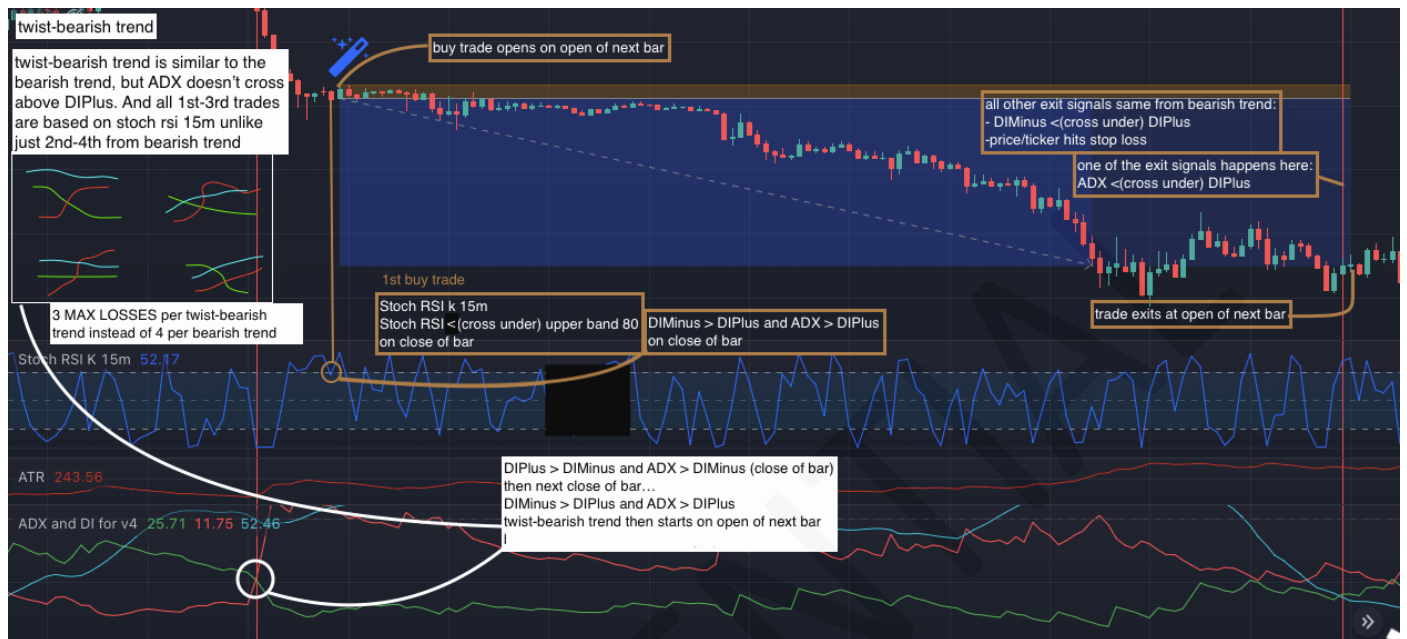 twist-bearish trend
twist-bearish trend is similar to the
bearish trend, but ADX doesn't cross
above DIPlus. And all 1st-3rd trades
are based on stoch rsi 15m unlike
just 2nd-4th from bearish trend
3 MAX LOSSES per twist-bearish
trend instead of 4 per bearish trend
buy trade opens on open of next bar
all other exit signals same from bearish trend:
- DIMinus <(cross under) DIPlus
-price/ticker hits stop loss
one of the exit signals happens here:
ADX <(cross under) DIPlus
trade exits at open of next bar
1st buy trade
Stoch RSI k 15m
Stoch RSI <(cross under) upper band 80
on close of bar
DIMinus > DIPlus and ADX > DIPlus
on close of bar
Stoch RSI K 15m 52.17
ATR 243.56
DIPlus > DIMinus and ADX > DIMinus (close of bar)
then next close of bar...
DIMinus > DIPlus and ADX > DIPlus
twist-bearish trend then starts on open of next bar
ADX and DI for v4 25.71 11.75 52.46